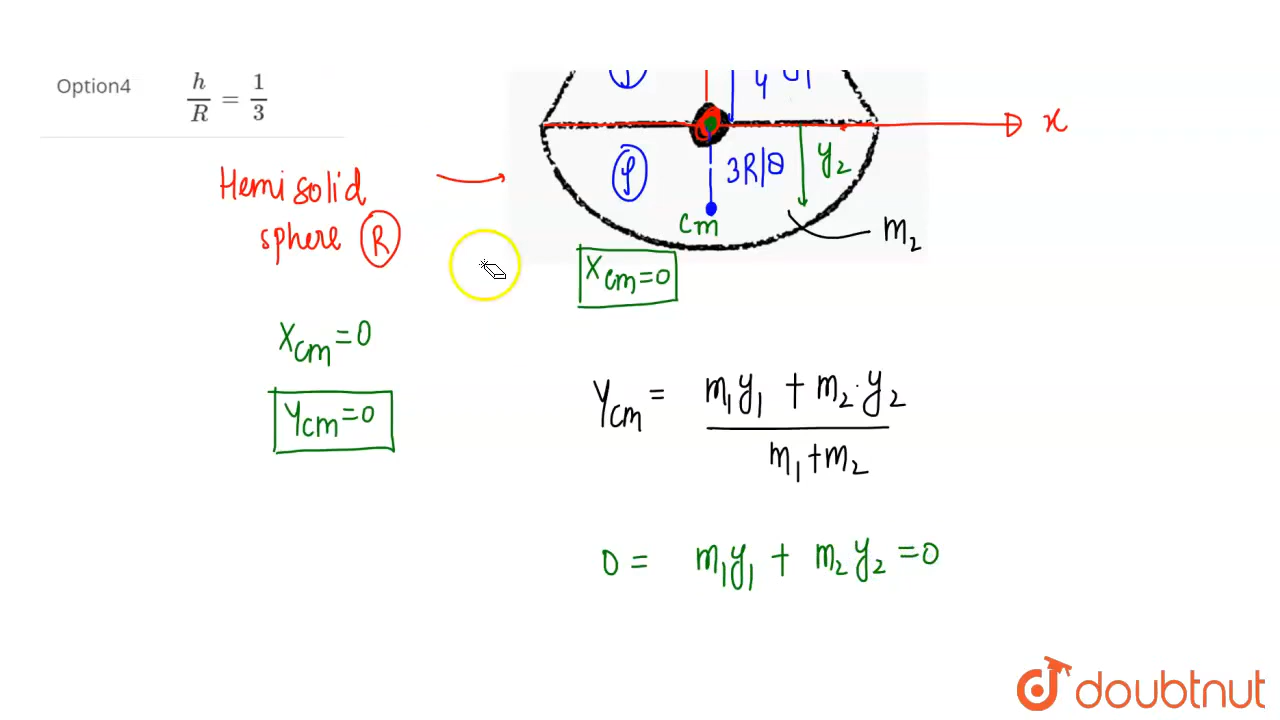 Option4 h/R = 1/3
x
3R/8 y₂
ρ
Hemi solid
sphere R
cm
m₂
Xcm=0
Xcm=0
Ycm=0
Ycm = m₁y₁ + m₂.y₂ / m₁+m₂
0 = m₁y₁ + m₂y₂ =0
doubtnut